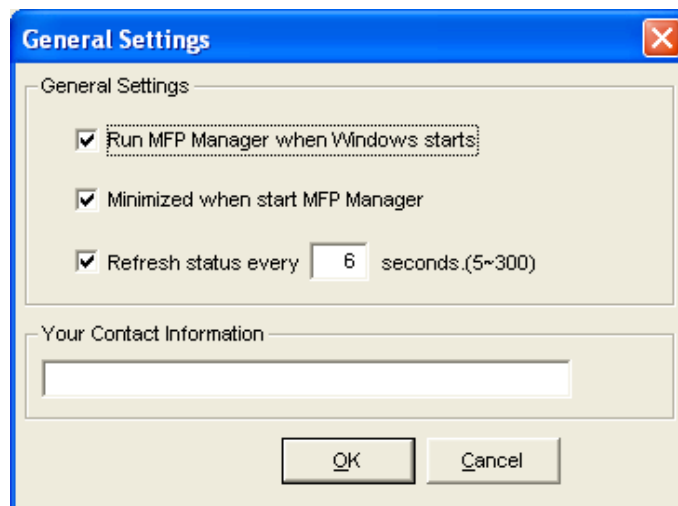 General Settings
General Settings
Run MFP Manager when Windows starts
Minimized when start MFP Manager
Refresh status every 6 seconds.(5~300)
Your Contact Information
OK Cancel